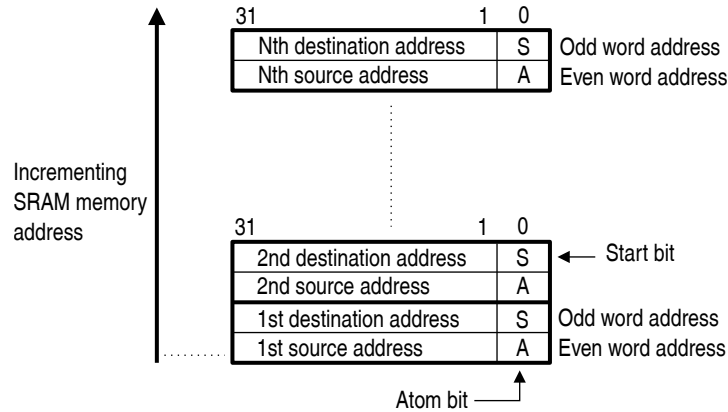 31 1 0
Nth destination address S Odd word address
Nth source address A Even word address
Incrementing
SRAM memory
address
31 1 0
2nd destination address S Start bit
2nd source address A
1st destination address S Odd word address
1st source address A Even word address
Atom bit